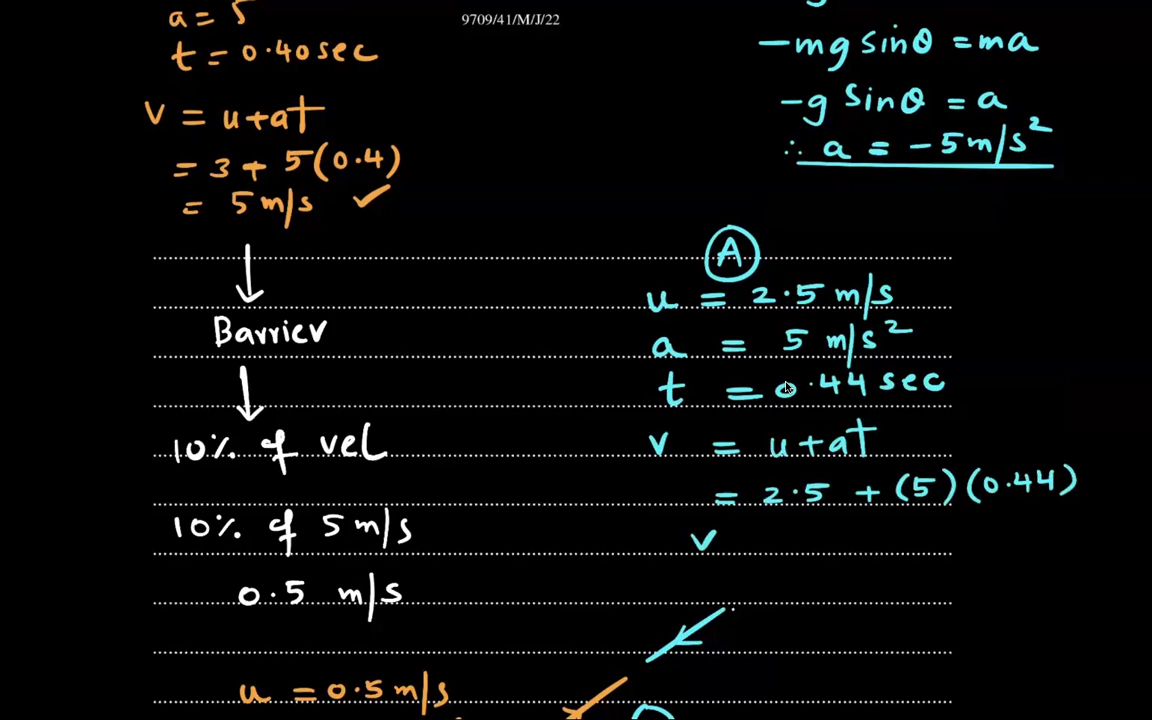 a = 5
9709/41/M/J/22
t = 0.40 sec
v = u+at
= 3 + 5(0.4)
= 5 m/s ✓
↓
Barrier
↓
10% of vel
10% of 5 m/s
0.5 m/s
u = 0.5 m/s
-mg sinθ = ma
-g sinθ = a
∴ a = -5 m/s²
A
u = 2.5 m/s
a = 5 m/s²
t = 0.44 sec
v = u+at
= 2.5 + (5)(0.44)
v